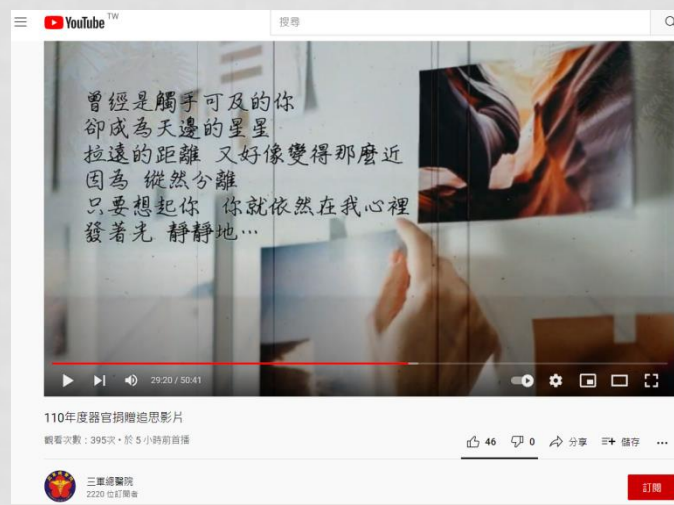 YouTube TW
搜尋
曾經是觸手可及的你
卻成為天邊的星星
拉遠的距離 又好像變得那麼近
因為 縱然分離
只要想起你 你就依然在我心裡
發著光 靜靜地…
29:20 / 50:41
110年度器官捐贈追思影片
觀看次數：395次 • 於 5 小時前首播
46 0 分享 儲存
三軍總醫院
2220 位訂閱者
訂閱